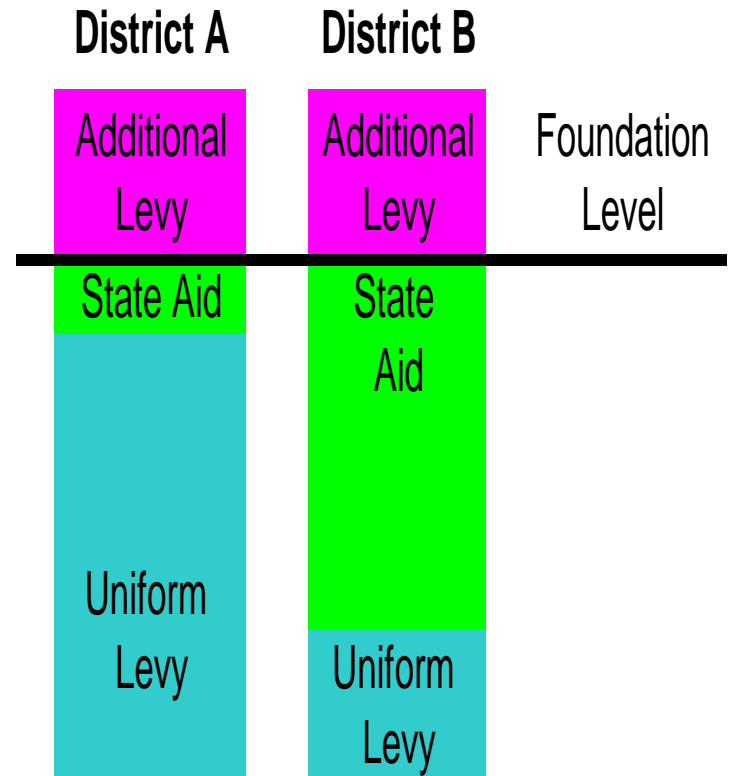 District A
District B
Additional
Levy
Additional
Levy
Foundation
Level
State Aid
State
Aid
Uniform
Levy
Uniform
Levy